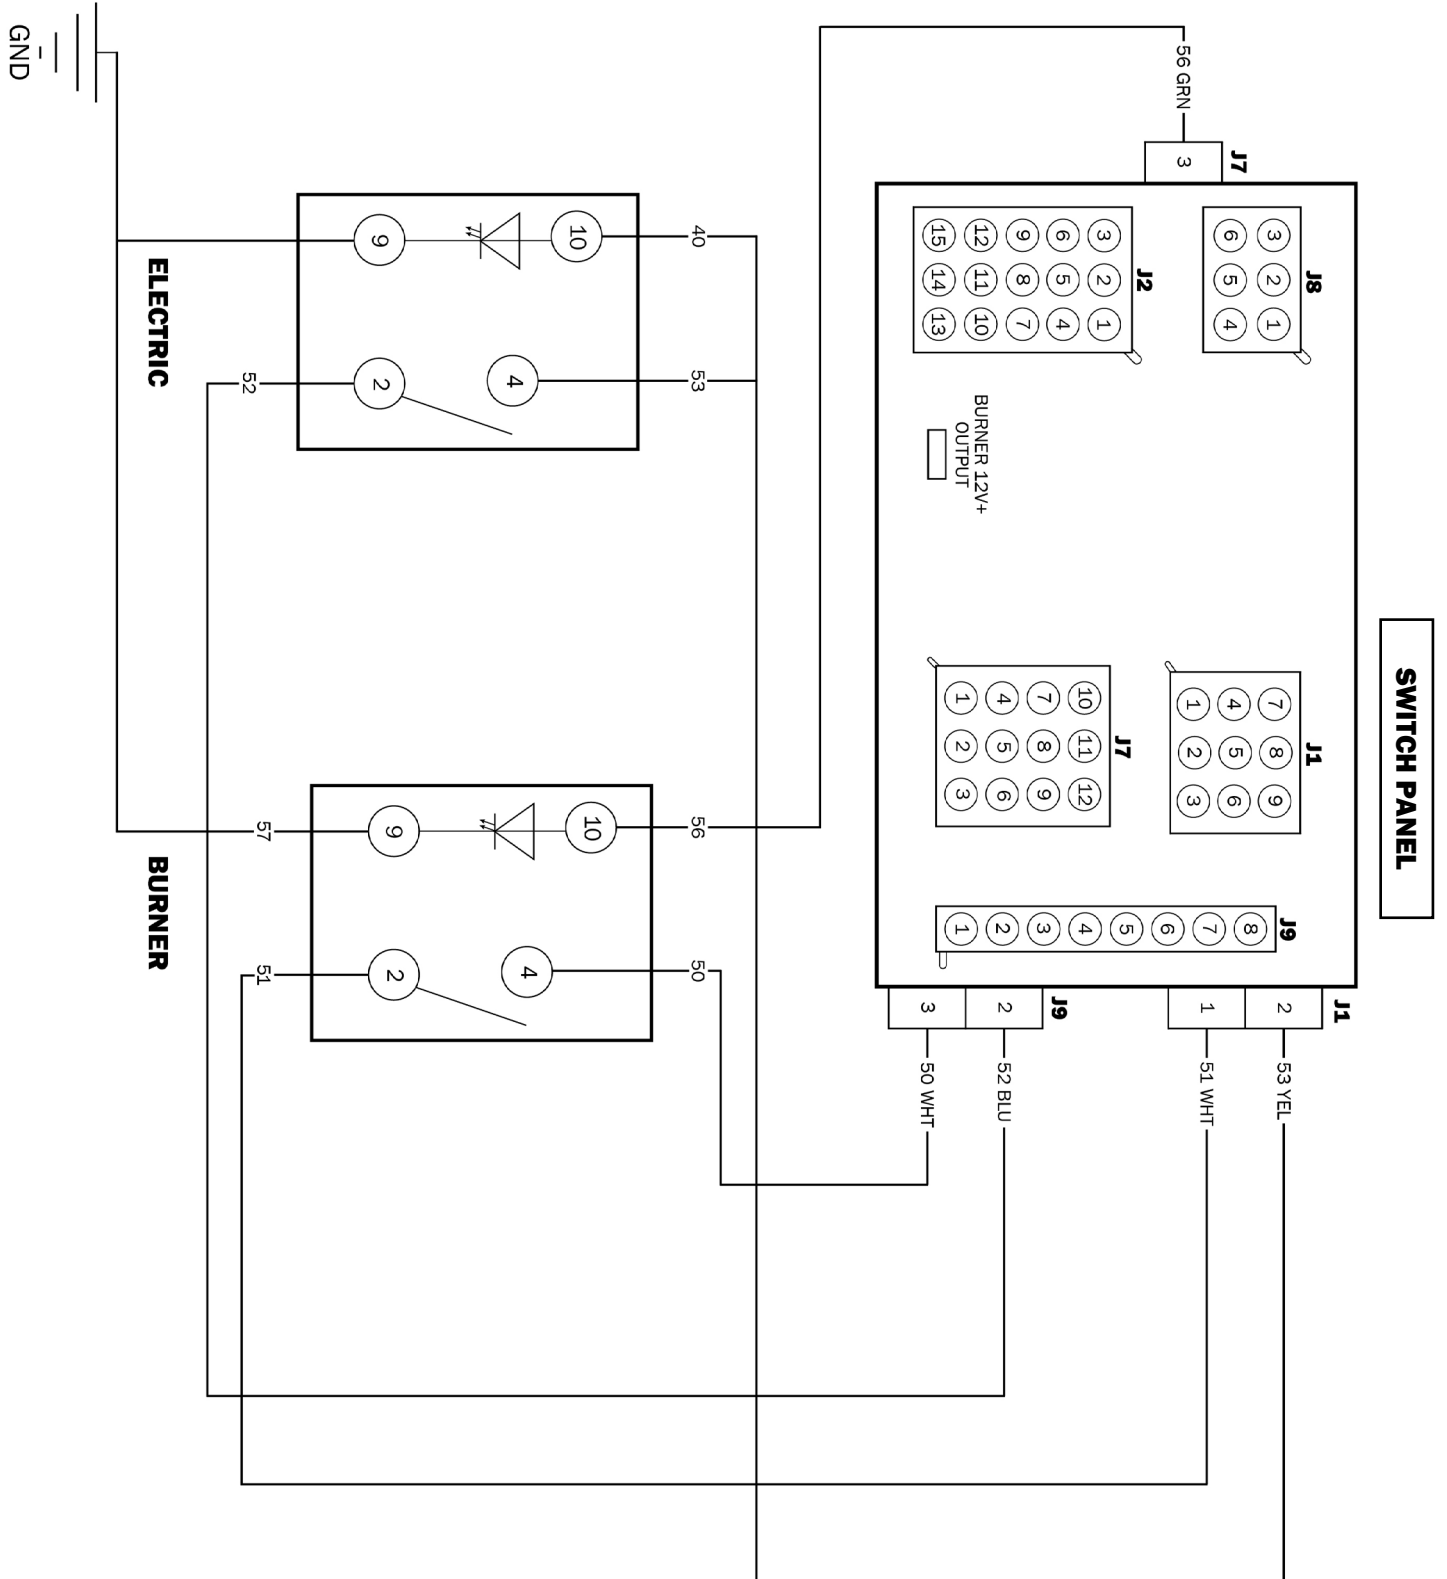 SWITCH PANEL
J7
3
56 GRN
J8
3 2 1
6 5 4
J2
3 2 1
6 5 4
9 8 7
12 11 10
15 14 13
BURNER 12V+
OUTPUT
J1
7 8 9
4 5 6
1 2 3
J7
10 11 12
7 8 9
4 5 6
1 2 3
J9
8
7
6
5
4
3
2
1
J1
2
53 YEL
1
51 WHT
J9
2
52 BLU
3
50 WHT
40
53
10
4
9
2
52
ELECTRIC
56
50
10
4
9
2
57
51
BURNER
GND